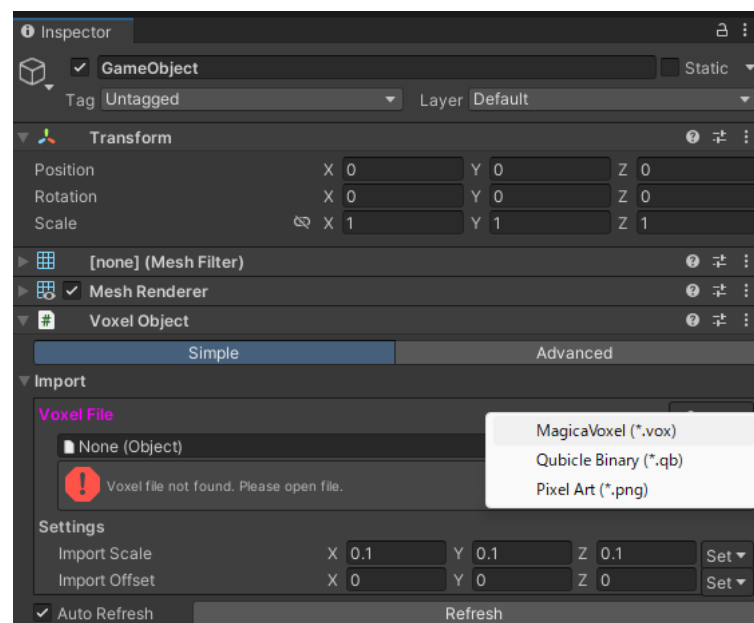 Inspector
GameObject
Static
Tag Untagged Layer Default
Transform
Position X 0 Y 0 Z 0
Rotation X 0 Y 0 Z 0
Scale X 1 Y 1 Z 1
[none] (Mesh Filter)
Mesh Renderer
# Voxel Object
Simple Advanced
Import
Voxel File
MagicaVoxel (*.vox)
None (Object)
Qubicle Binary (*.qb)
Voxel file not found. Please open file.
Pixel Art (*.png)
Settings
Import Scale X 0.1 Y 0.1 Z 0.1 Set
Import Offset X 0 Y 0 Z 0 Set
Auto Refresh Refresh